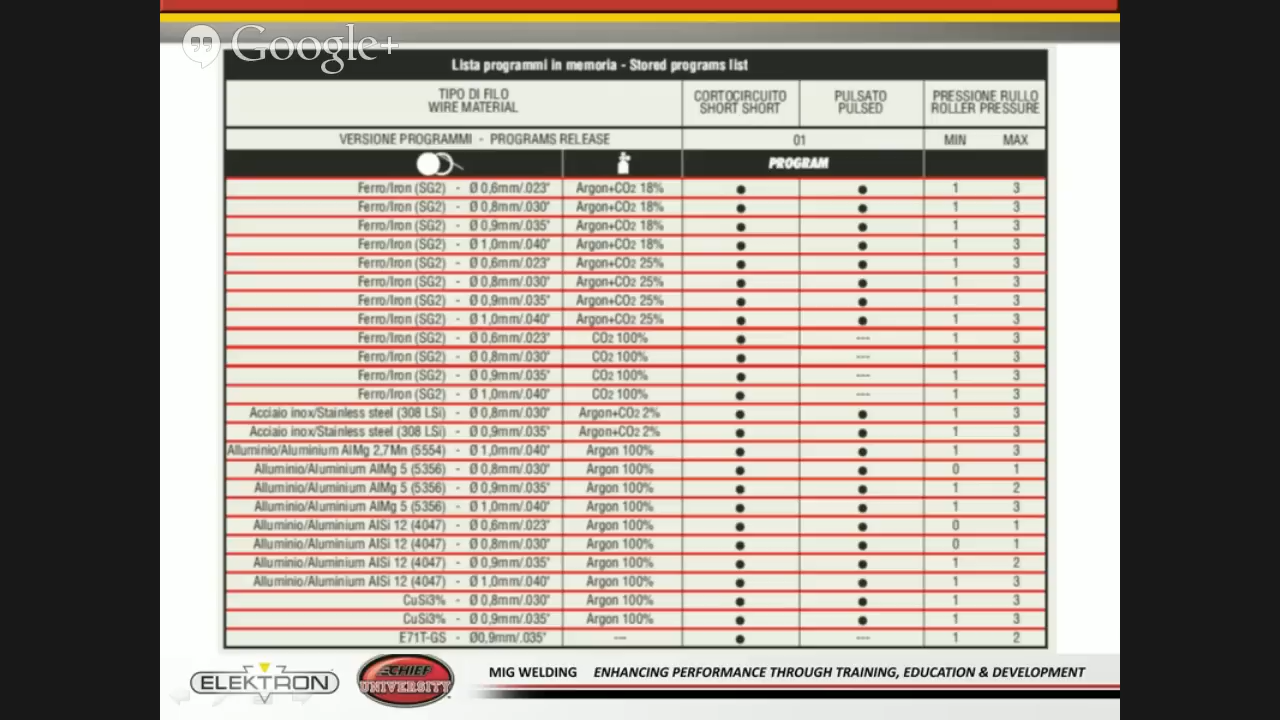 Google+
Lista programmi in memoria - Stored programs list
TIPO DI FILO
WIRE MATERIAL
CORTOCIRCUITO
SHORT SHORT
PULSATO
PULSED
PRESSIONE RULLO
ROLLER PRESSURE
VERSIONE PROGRAMMI - PROGRAMS RELEASE 01 MIN MAX
PROGRAM
Ferro/Iron (SG2) - Ø 0,6mm/.023" Argon+CO2 18% ● ● 1 3
Ferro/Iron (SG2) - Ø 0,8mm/.030" Argon+CO2 18% ● ● 1 3
Ferro/Iron (SG2) - Ø 0,9mm/.035" Argon+CO2 18% ● ● 1 3
Ferro/Iron (SG2) - Ø 1,0mm/.040" Argon+CO2 18% ● ● 1 3
Ferro/Iron (SG2) - Ø 0,6mm/.023" Argon+CO2 25% ● ● 1 3
Ferro/Iron (SG2) - Ø 0,8mm/.030" Argon+CO2 25% ● ● 1 3
Ferro/Iron (SG2) - Ø 0,9mm/.035" Argon+CO2 25% ● ● 1 3
Ferro/Iron (SG2) - Ø 1,0mm/.040" Argon+CO2 25% ● ● 1 3
Ferro/Iron (SG2) - Ø 0,6mm/.023" CO2 100% ● --- 1 3
Ferro/Iron (SG2) - Ø 0,8mm/.030" CO2 100% ● --- 1 3
Ferro/Iron (SG2) - Ø 0,9mm/.035" CO2 100% ● --- 1 3
Ferro/Iron (SG2) - Ø 1,0mm/.040" CO2 100% ● --- 1 3
Acciaio inox/Stainless steel (308 LSi) - Ø 0,8mm/.030" Argon+CO2 2% ● ● 1 3
Acciaio inox/Stainless steel (308 LSi) - Ø 0,9mm/.035" Argon+CO2 2% ● ● 1 3
Alluminio/Aluminium AlMg 2,7Mn (5554) - Ø 1,0mm/.040" Argon 100% ● ● 1 3
Alluminio/Aluminium AlMg 5 (5356) - Ø 0,8mm/.030" Argon 100% ● ● 0 1
Alluminio/Aluminium AlMg 5 (5356) - Ø 0,9mm/.035" Argon 100% ● ● 1 2
Alluminio/Aluminium AlMg 5 (5356) - Ø 1,0mm/.040" Argon 100% ● ● 1 3
Alluminio/Aluminium AlSi 12 (4047) - Ø 0,6mm/.023" Argon 100% ● ● 0 1
Alluminio/Aluminium AlSi 12 (4047) - Ø 0,8mm/.030" Argon 100% ● ● 0 1
Alluminio/Aluminium AlSi 12 (4047) - Ø 0,9mm/.035" Argon 100% ● ● 1 2
Alluminio/Aluminium AlSi 12 (4047) - Ø 1,0mm/.040" Argon 100% ● ● 1 3
CuSi3% - Ø 0,8mm/.030" Argon 100% ● ● 1 3
CuSi3% - Ø 0,9mm/.035" Argon 100% ● ● 1 3
E71T-GS - Ø0,9mm/.035" --- ● --- 1 2
ELEKTRON
CHIEF
UNIVERSITY
MIG WELDING ENHANCING PERFORMANCE THROUGH TRAINING, EDUCATION & DEVELOPMENT